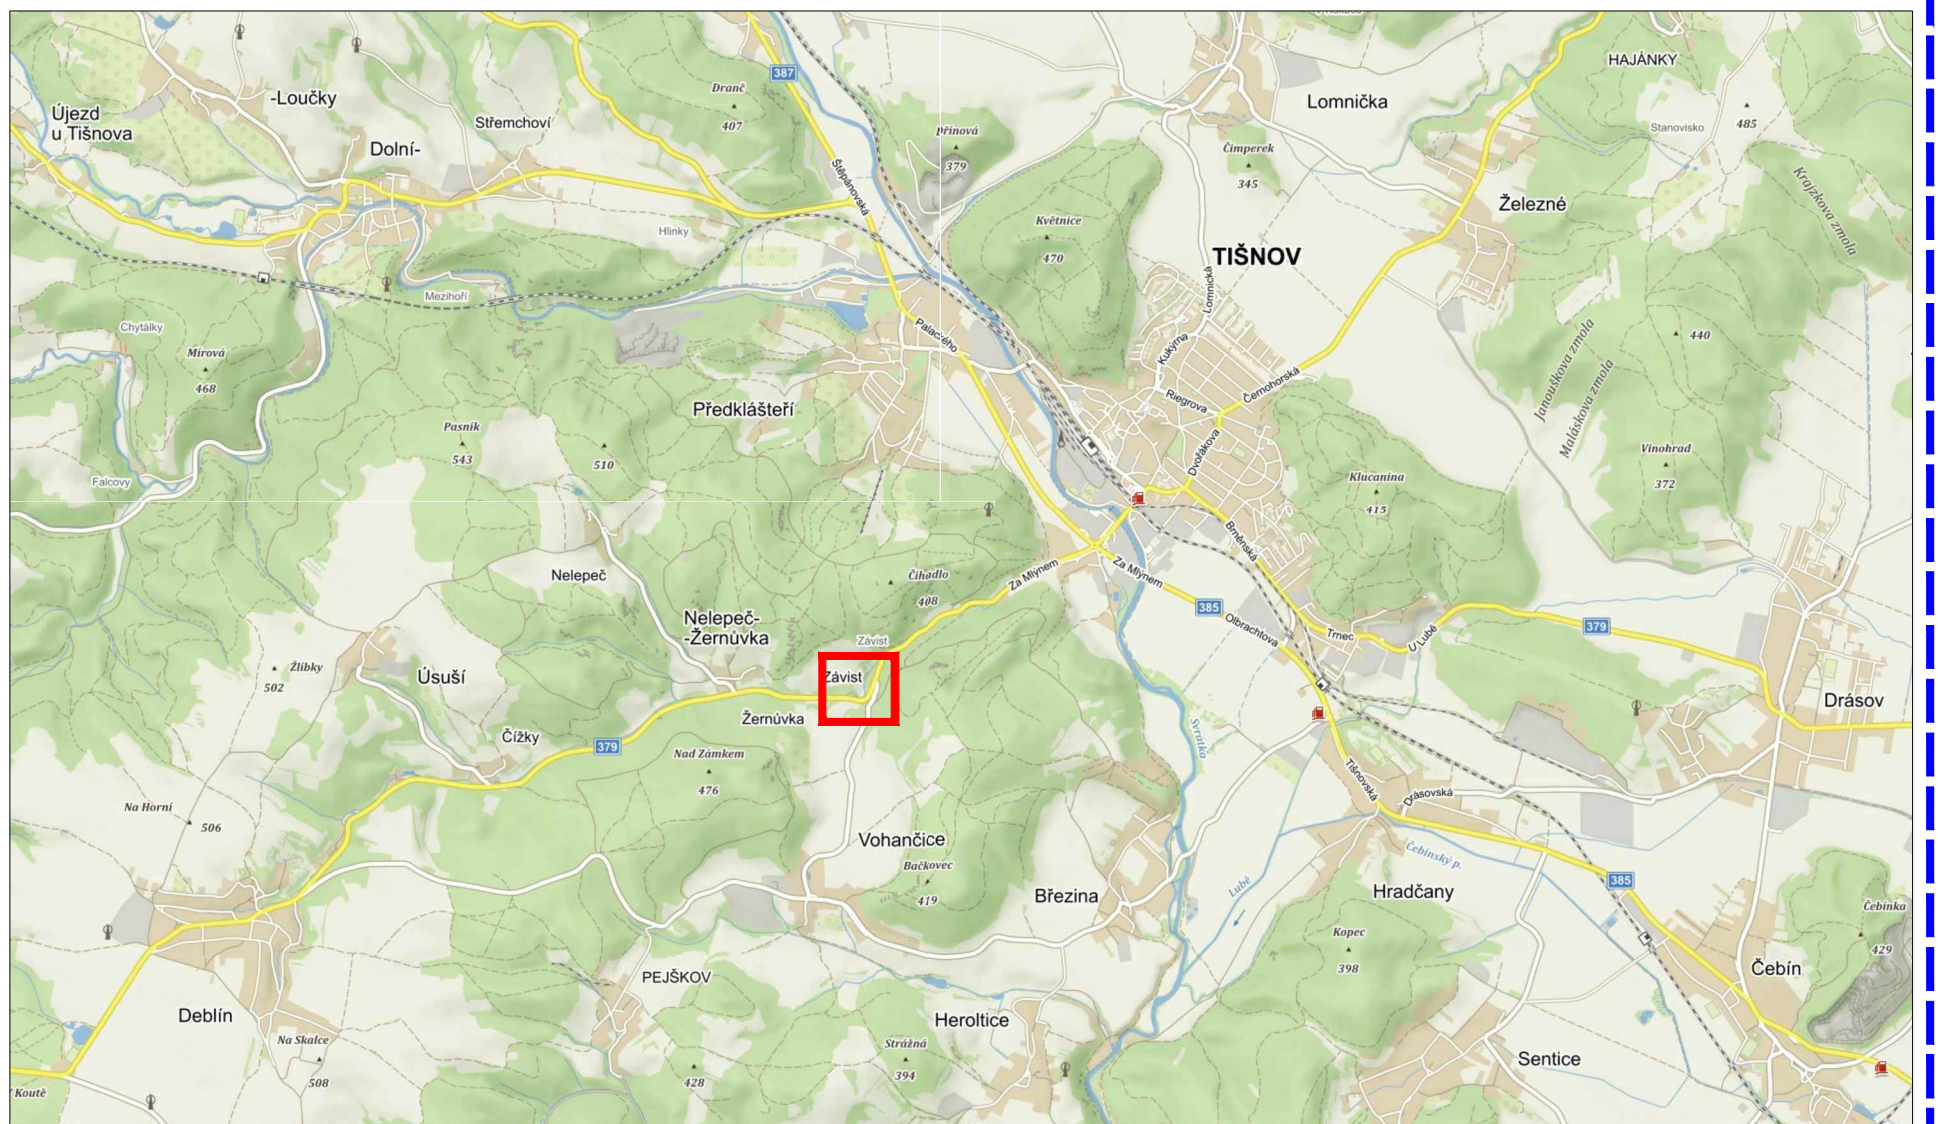 387
HAJÁNKY
Dranč
407
-Loučky
Lomnička
Újezd
u Tišnova
Střemchoví
485
Stanovisko
Dolní-
379
Čimperek
345
Štěpánovská
Krajzkova zmola
Železné
Květnice
470
Hlinky
TIŠNOV
Lomnická
Mezihoří
Chytálky
Mírová
468
Palackého
Kukýrna
440
Janouškova zmola
Maláskova zmola
Riegrova
Černohorská
Předklášteří
Pasník
543
510
Dvořákova
Vinohrad
372
Klucanina
415
Falcovy
Brněnská
Nelepeč
Čihadlo
408
Za Mlýnem
Za Mlýnem
385
Olbrachtova
Nelepeč-
-Žernůvka
Závist
Trnec
U Lubě
379
Žlíbky
502
Úsuší
Závist
Drásov
Žernůvka
Čížky
379
Svratka
Nad Zámkem
476
Tišnovská
Drásovská
Na Horní
506
Vohančice
Bačkovec
419
Čebínský p.
Lubě
385
Březina
Hradčany
Čebínka
429
Kopec
398
Čebín
PEJŠKOV
Deblín
Heroltice
Na Skalce
508
Strážná
394
428
Sentice
Koutě